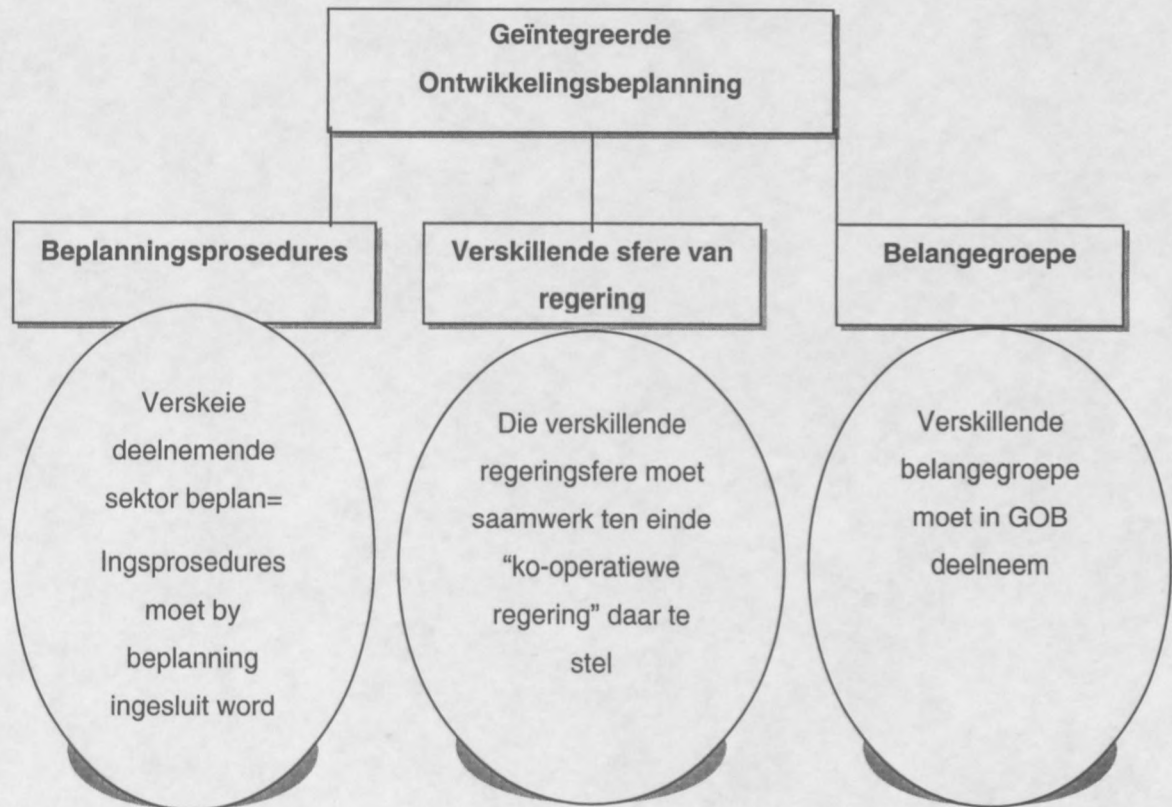 Geïntegreerde
Ontwikkelingsbeplanning
Beplanningsprosedures
Verskillende sfere van
regering
Belangegroepe
Verskeie
deelnemende
sektor beplan=
Ingsprosedures
moet by
beplanning
ingesluit word
Die verskillende
regeringsfere moet
saamwerk ten einde
“ko-operatiewe
regering” daar te
stel
Verskillende
belangegroepe
moet in GOB
deelneem